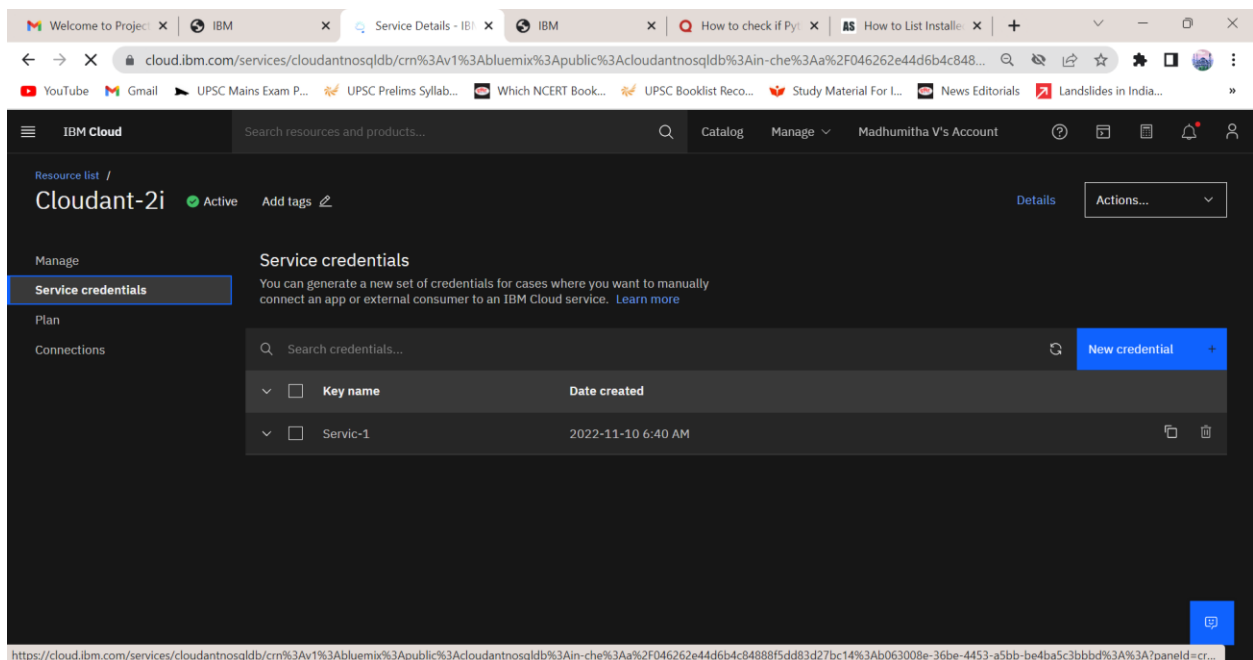 Welcome to Projec
IBM
Service Details - IB
IBM
How to check if Pyt
AS How to List Installe
cloud.ibm.com/services/cloudantnosqldb/crn%3Av1%3Abluemix%3Apublic%3Acloudantnosqldb%3Ain-che%3Aa%2F046262e44d6b4c848...
YouTube Gmail UPSC Mains Exam P... UPSC Prelims Syllab... Which NCERT Book... UPSC Booklist Reco... Study Material For I... News Editorials Landslides in India... »
IBM Cloud Search resources and products... Catalog Manage Madhumitha V's Account
Resource list /
Cloudant-2i Active Add tags Details Actions...
Manage
Service credentials
Plan
Connections
Service credentials
You can generate a new set of credentials for cases where you want to manually
connect an app or external consumer to an IBM Cloud service. Learn more
Search credentials... New credential +
Key name Date created
Servic-1 2022-11-10 6:40 AM
https://cloud.ibm.com/services/cloudantnosqldb/crn%3Av1%3Abluemix%3Apublic%3Acloudantnosqldb%3Ain-che%3Aa%2F046262e44d6b4c84888f5dd83d27bc14%3Ab063008e-36be-4453-a5bb-be4ba5c3bbbd%3A%3A?paneId=cr...